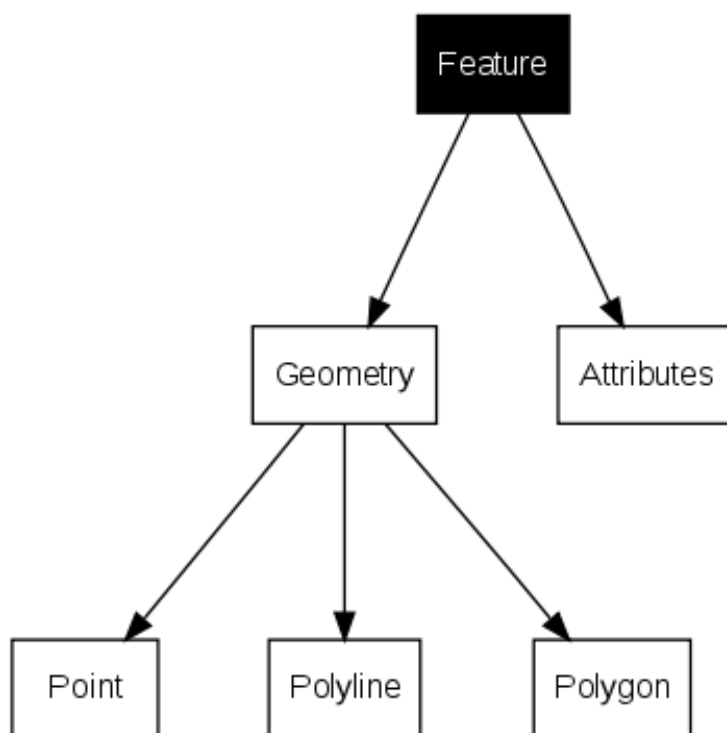 Feature
Geometry
Attributes
Point
Polyline
Polygon